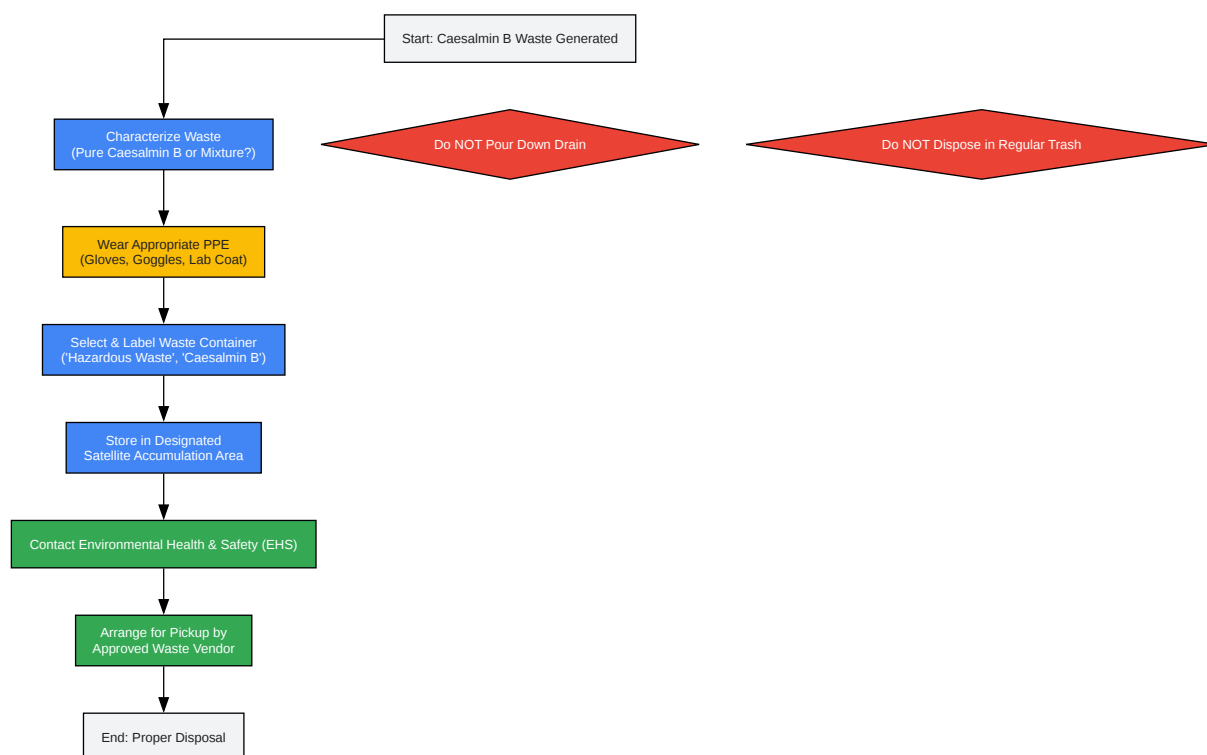 Start: Caesalmin B Waste Generated
Characterize Waste
(Pure Caesalmin B or Mixture?)
Do NOT Pour Down Drain
Do NOT Dispose in Regular Trash
Wear Appropriate PPE
(Gloves, Goggles, Lab Coat)
Select & Label Waste Container
('Hazardous Waste', 'Caesalmin B')
Store in Designated
Satellite Accumulation Area
Contact Environmental Health & Safety (EHS)
Arrange for Pickup by
Approved Waste Vendor
End: Proper Disposal